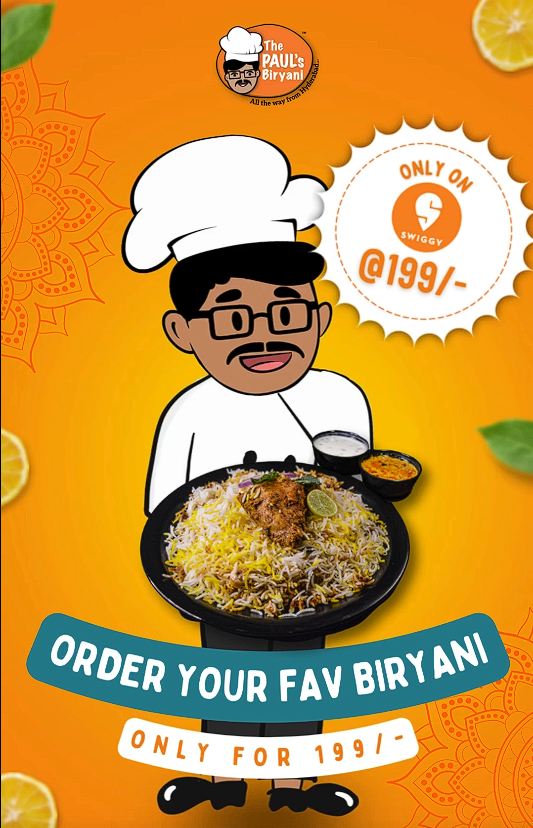 The
PAUL's
Biryani
™
All the way from Hyderabad...
ONLY ON
SWIGGY
@199/-
ORDER YOUR FAV BIRYANI
ONLY FOR 199/-